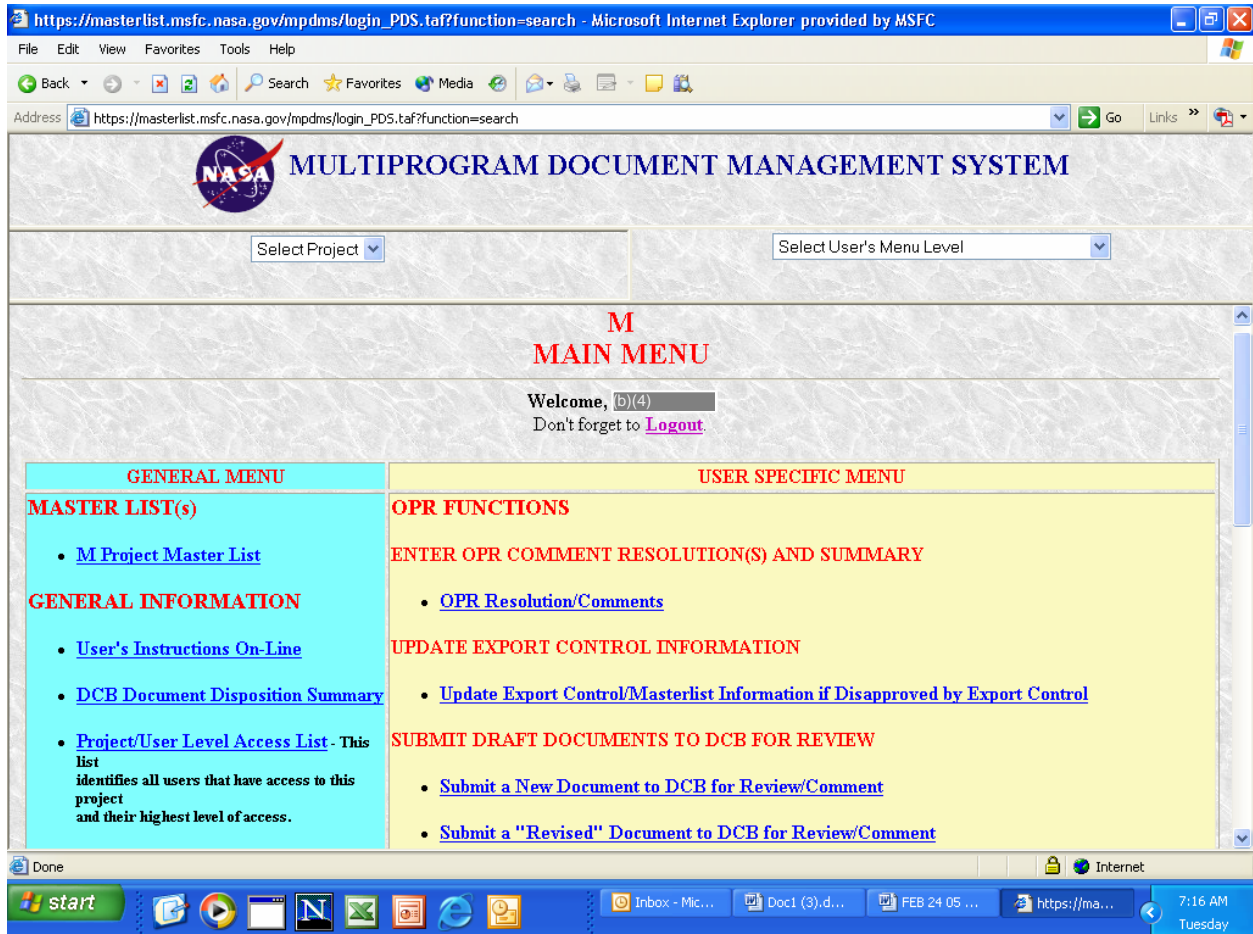 https://masterlist.msfc.nasa.gov/mpdms/login_PDS.taf?function=search - Microsoft Internet Explorer provided by MSFC
File Edit View Favorites Tools Help
Back Search Favorites Media
Address https://masterlist.msfc.nasa.gov/mpdms/login_PDS.taf?function=search Go Links »
NASA MULTIPROGRAM DOCUMENT MANAGEMENT SYSTEM
Select Project Select User's Menu Level
M
MAIN MENU
Welcome, (b)(4)
Don't forget to Logout.
GENERAL MENU
MASTER LIST(s)
• M Project Master List
GENERAL INFORMATION
• User's Instructions On-Line
• DCB Document Disposition Summary
• Project/User Level Access List - This
list
identifies all users that have access to this
project
and their highest level of access.
USER SPECIFIC MENU
OPR FUNCTIONS
ENTER OPR COMMENT RESOLUTION(S) AND SUMMARY
• OPR Resolution/Comments
UPDATE EXPORT CONTROL INFORMATION
• Update Export Control/Masterlist Information if Disapproved by Export Control
SUBMIT DRAFT DOCUMENTS TO DCB FOR REVIEW
• Submit a New Document to DCB for Review/Comment
• Submit a "Revised" Document to DCB for Review/Comment
Done Internet
start N Inbox - Mic... Doc1 (3).d... FEB 24 05 ... https://ma... 7:16 AM
Tuesday